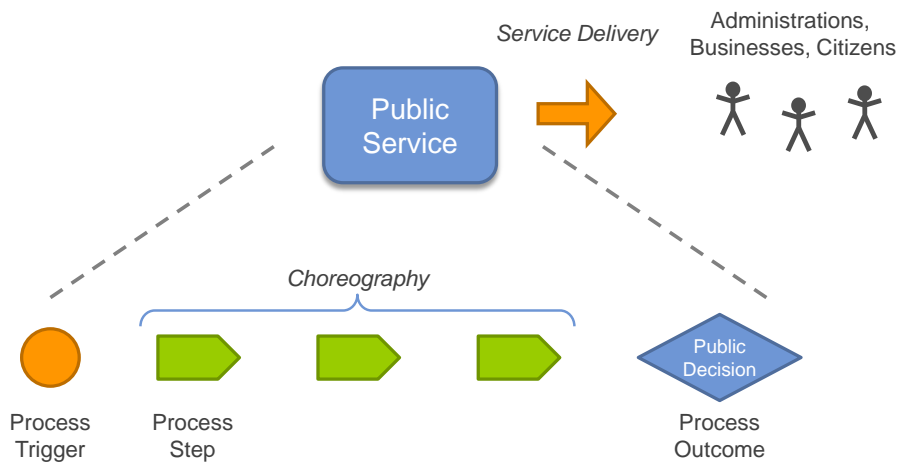 Service Delivery
Administrations,
Businesses, Citizens
Public
Service
Choreography
Public
Decision
Process
Trigger
Process
Step
Process
Outcome